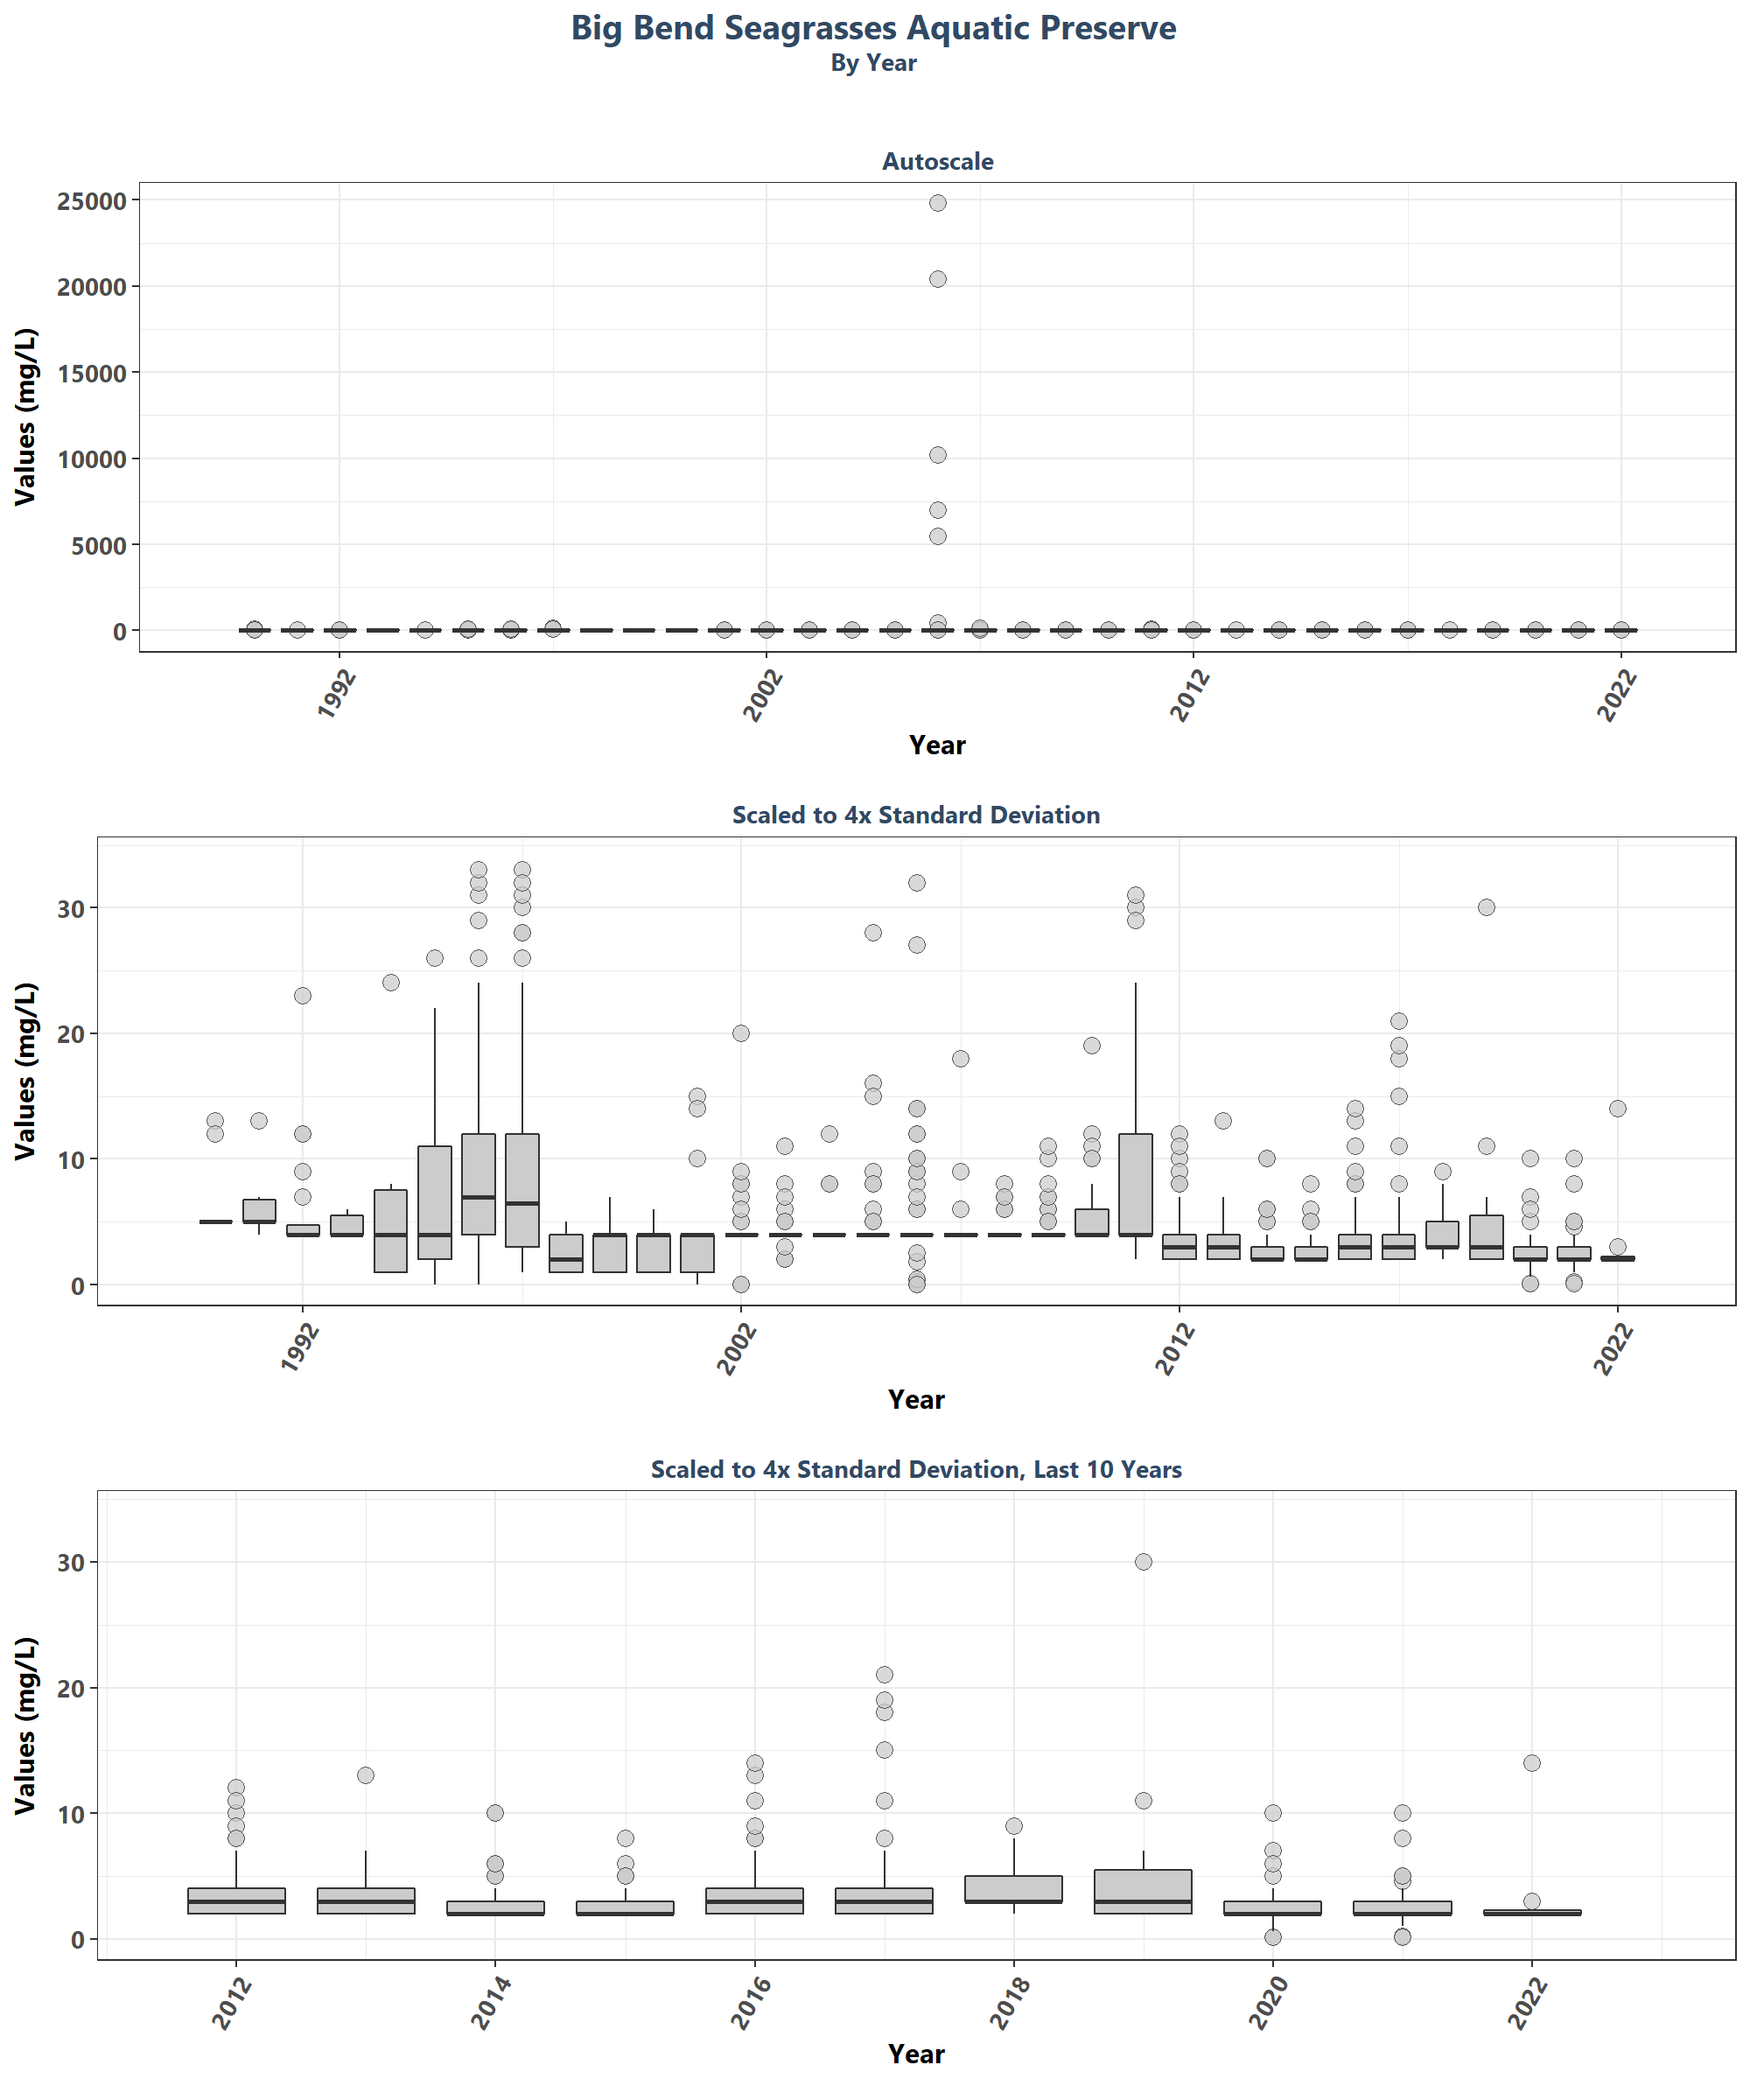 Big Bend Seagrasses Aquatic Preserve
By Year
Autoscale
Values (mg/L)
25000
20000
15000
10000
5000
0
1992
2002
2012
2022
Year
Scaled to 4x Standard Deviation
Values (mg/L)
30
20
10
0
1992
2002
2012
2022
Year
Scaled to 4x Standard Deviation, Last 10 Years
Values (mg/L)
30
20
10
0
2012
2014
2016
2018
2020
2022
Year